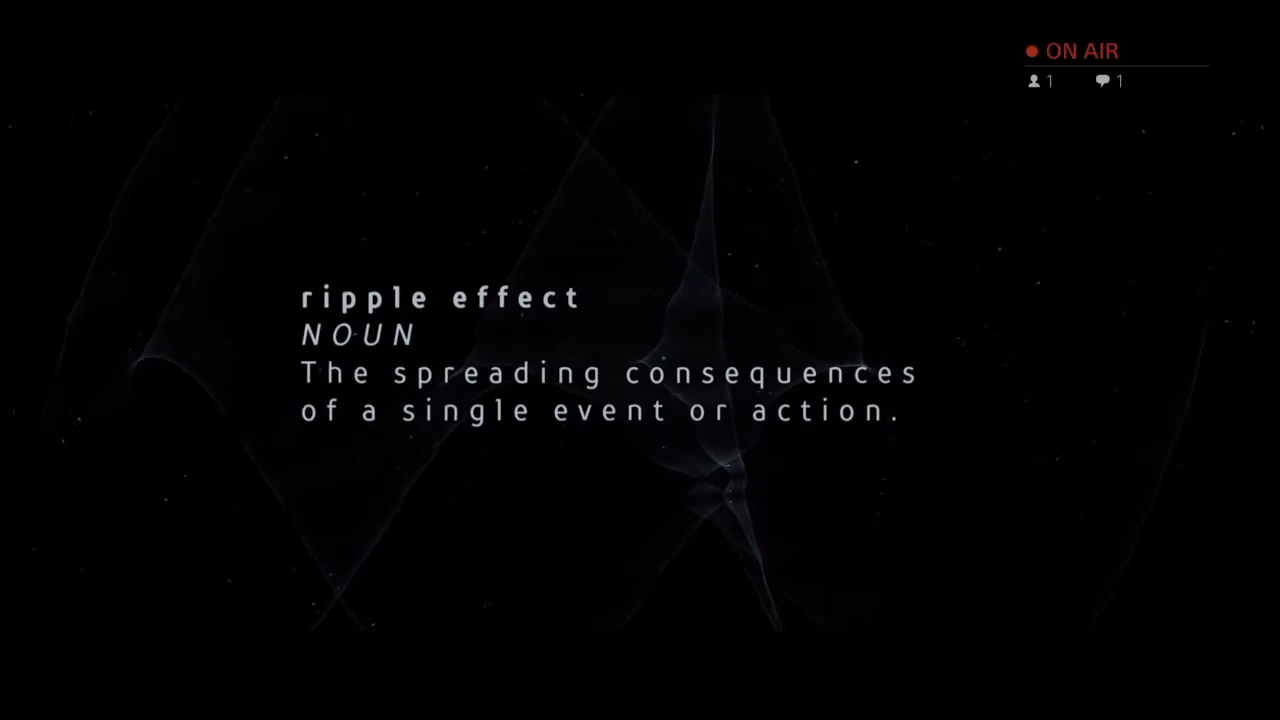 ON AIR
1 1
ripple effect
NOUN
The spreading consequences
of a single event or action.